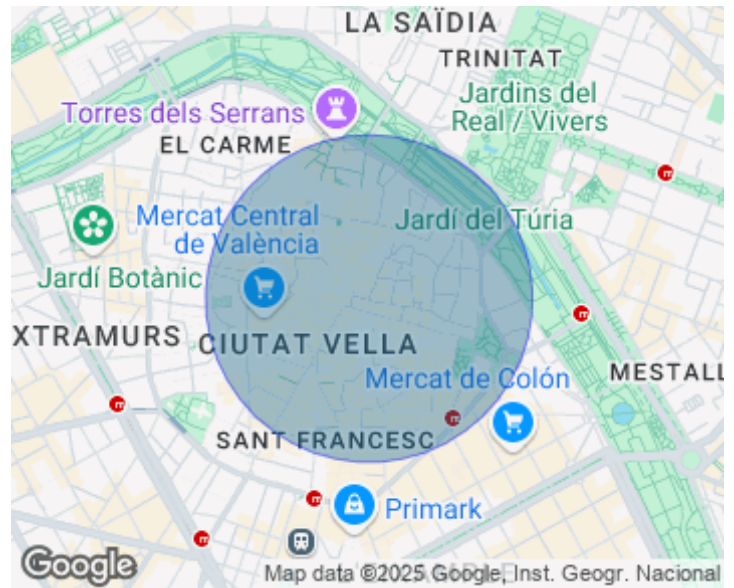 LA SAÏDIA
TRINITAT
Jardins del
Real / Vivers
Torres dels Serrans
EL CARME
Mercat Central
de València
Jardí del Túria
Jardí Botànic
XTRAMURS
CIUTAT VELLA
Mercat de Colón
MESTALL
SANT FRANCESC
Primark
Google
Map data ©2025 Google, Inst. Geogr. Nacional